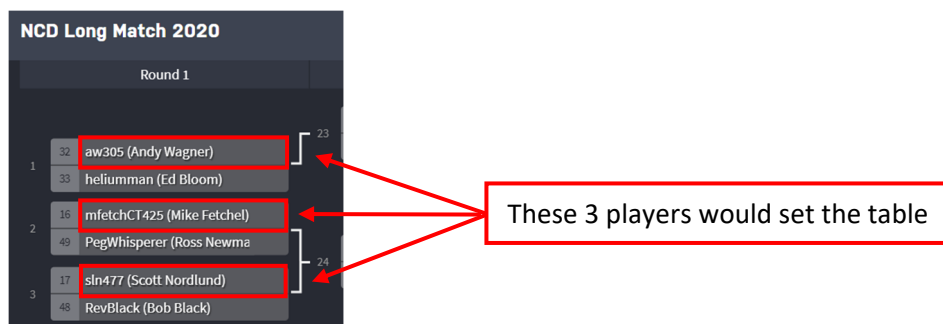 NCD Long Match 2020
Round 1
23
1
32 aw305 (Andy Wagner)
33 heliumman (Ed Bloom)
2
16 mfetchCT425 (Mike Fetchel)
49 PegWhisperer (Ross Newma
24
3
17 sln477 (Scott Nordlund)
48 RevBlack (Bob Black)
These 3 players would set the table